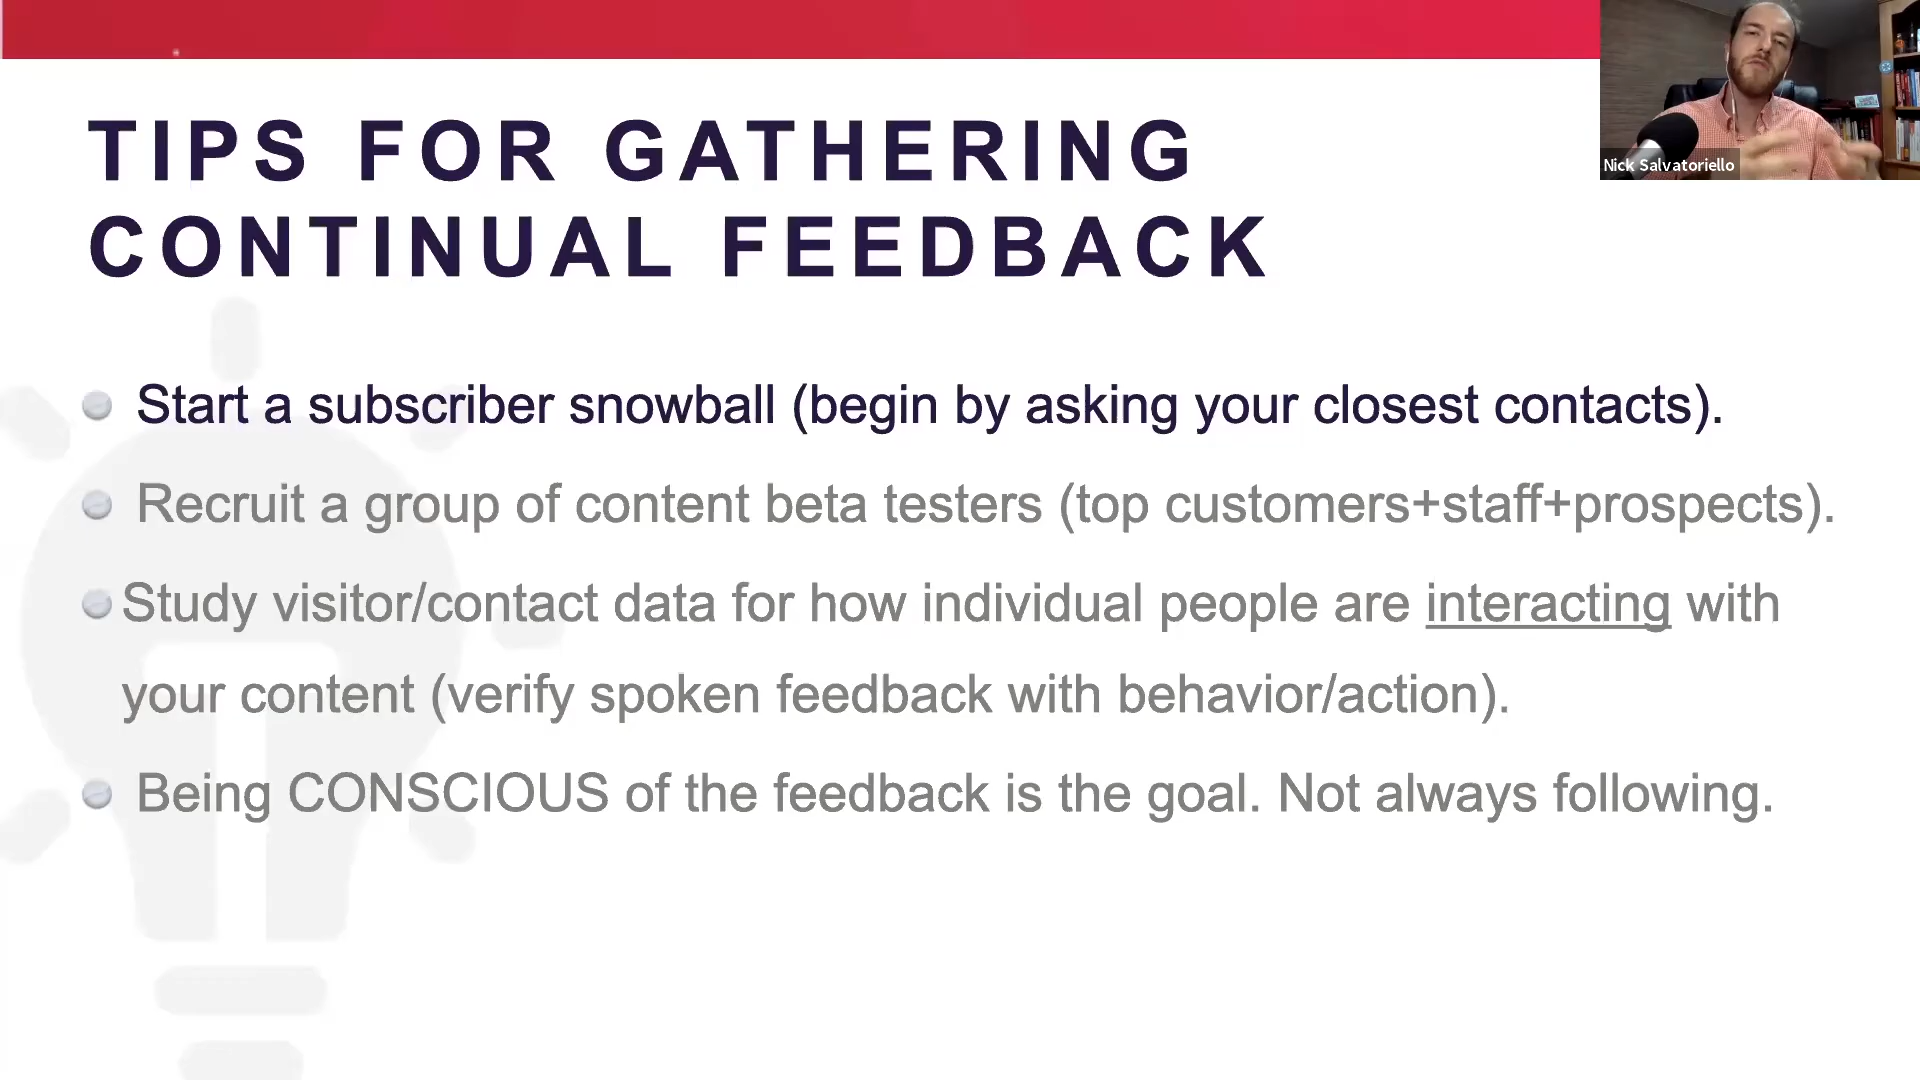 TIPS FOR GATHERING
CONTINUAL FEEDBACK
Start a subscriber snowball (begin by asking your closest contacts).
Recruit a group of content beta testers (top customers+staff+prospects).
Study visitor/contact data for how individual people are interacting with
your content (verify spoken feedback with behavior/action).
Being CONSCIOUS of the feedback is the goal. Not always following.
Nick Salvatoriello